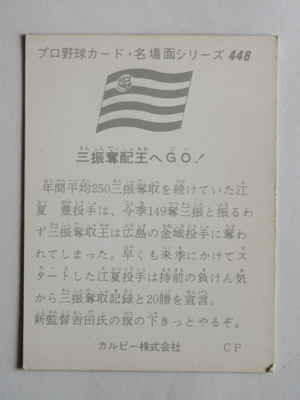 プロ野球カード・名場面シリーズ 448
三振奪配王へGO!
年間平均250三振奪取を続けていた江
夏 豊投手は、今季149奪三振と振るわ
ず三振奪取王は広島の金城投手に奪わ
れてしまった。早くも来季にかけてス
タートした江夏投手は持前の負けん気
から三振奪取記録と20勝を宣言。
新監督吉田氏の旗の下きっとやるぞ。
カルビー株式会社 CP